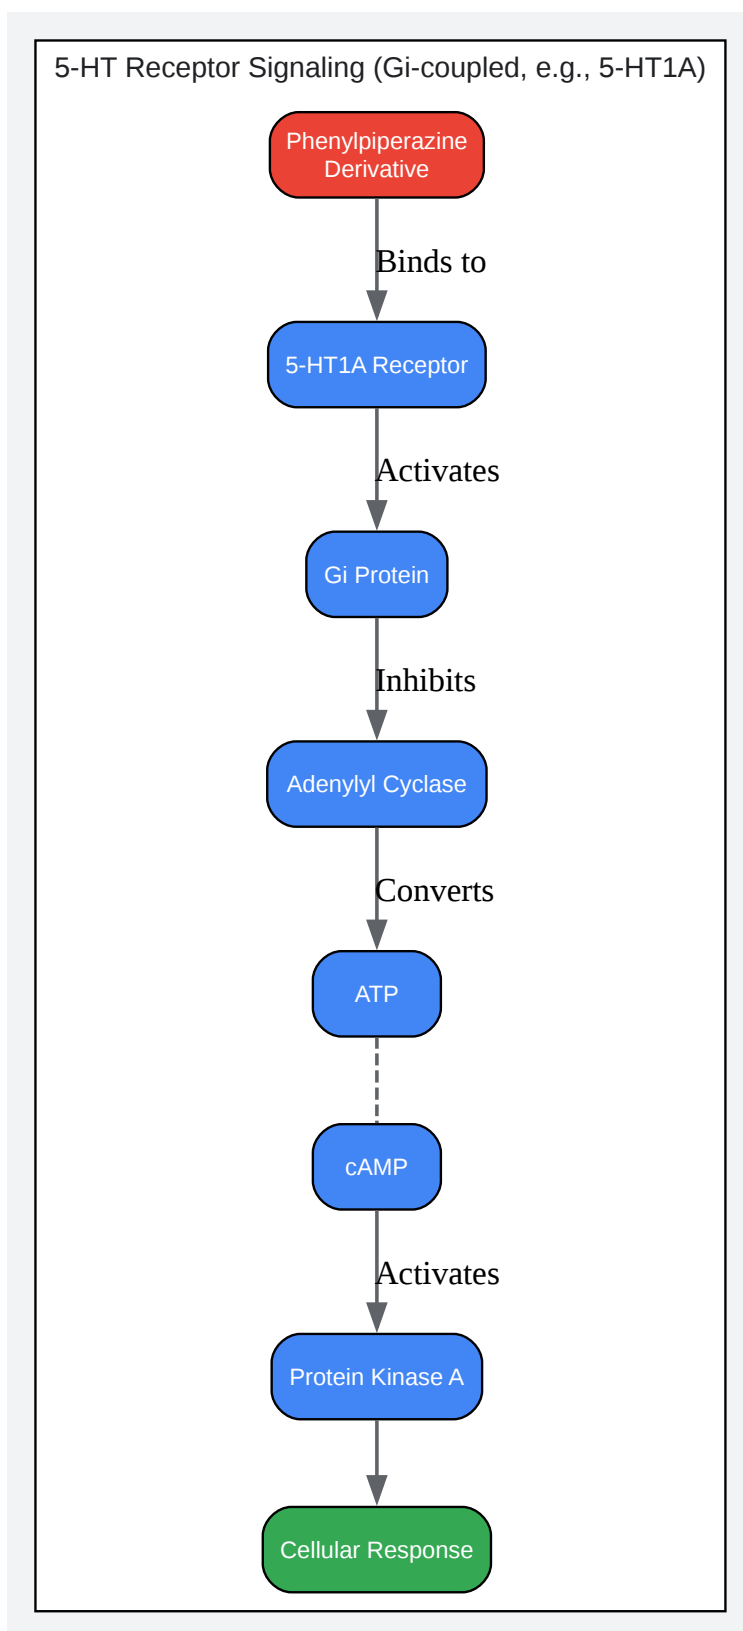 5-HT Receptor Signaling (Gi-coupled, e.g., 5-HT1A)
Phenylpiperazine
Derivative
Binds to
5-HT1A Receptor
Activates
Gi Protein
Inhibits
Adenylyl Cyclase
Converts
ATP
cAMP
Activates
Protein Kinase A
Cellular Response